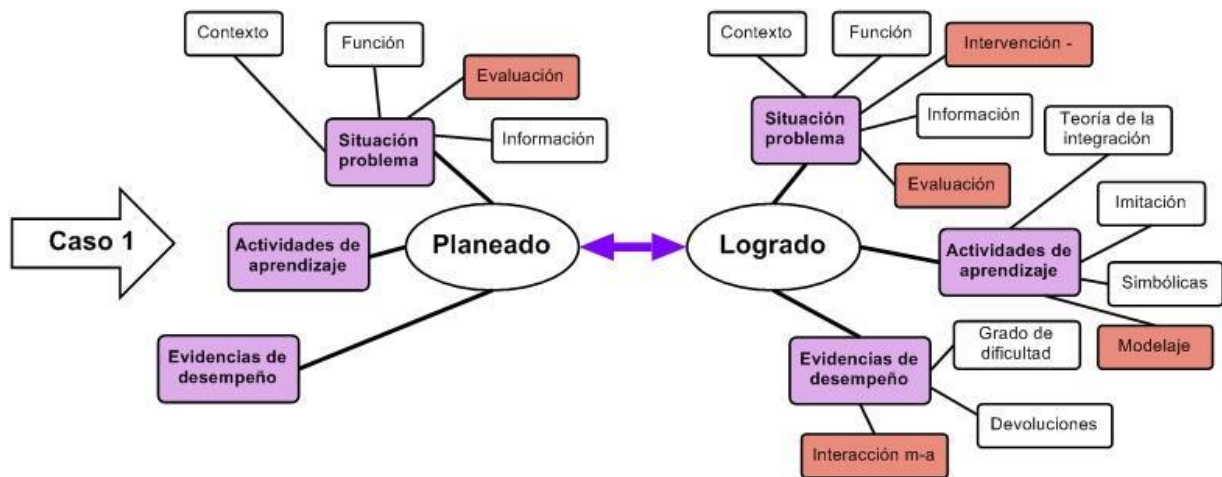 Caso 1
Contexto
Función
Evaluación
Información
Situación
problema
Actividades de
aprendizaje
Evidencias de
desempeño
Planeado
Logrado
Contexto
Función
Intervención -
Información
Evaluación
Situación
problema
Teoría de la
integración
Imitación
Simbólicas
Modelaje
Actividades de
aprendizaje
Grado de
dificultad
Devoluciones
Interacción m-a
Evidencias de
desempeño